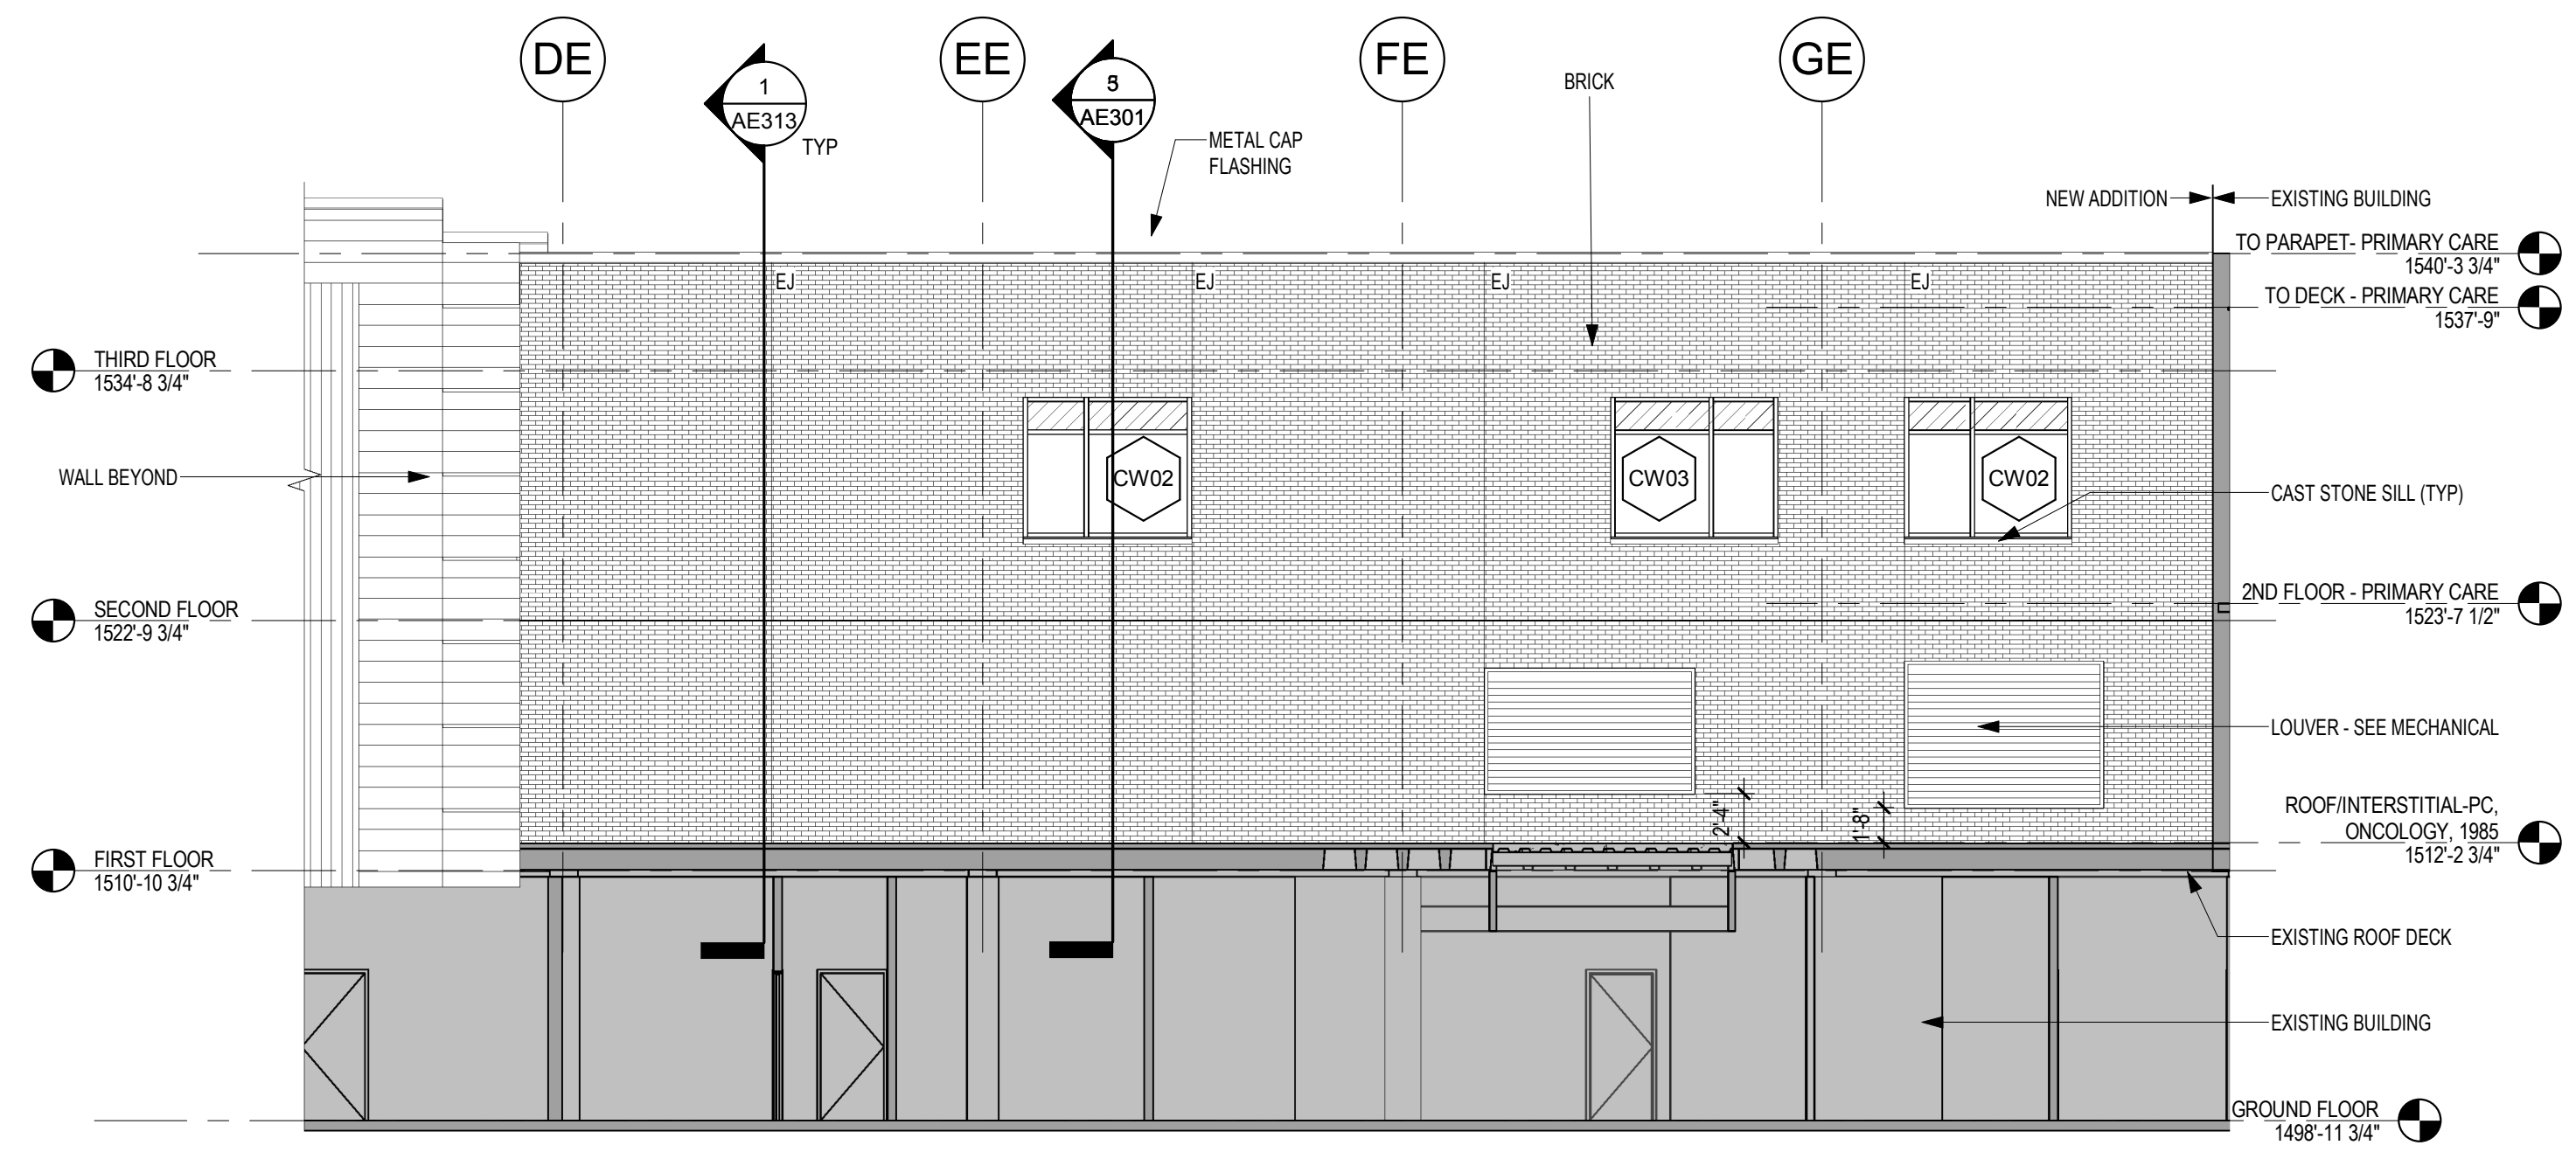 DE
EE
FE
GE
1
AE313
TYP
AE301
BRICK
METAL CAP
FLASHING
NEW ADDITION
EXISTING BUILDING
TO PARAPET- PRIMARY CARE
1540'-3 3/4"
EJ
EJ
EJ
EJ
TO DECK - PRIMARY CARE
1537'-9"
THIRD FLOOR
1534'-8 3/4"
WALL BEYOND
CW02
CW03
CW02
CAST STONE SILL (TYP)
2ND FLOOR - PRIMARY CARE
1523'-7 1/2"
SECOND FLOOR
1522'-9 3/4"
LOUVER - SEE MECHANICAL
2'-4"
1'-8"
ROOF/INTERSTITIAL-PC,
ONCOLOGY, 1985
1512'-2 3/4"
FIRST FLOOR
1510'-10 3/4"
EXISTING ROOF DECK
EXISTING BUILDING
GROUND FLOOR
1498'-11 3/4"